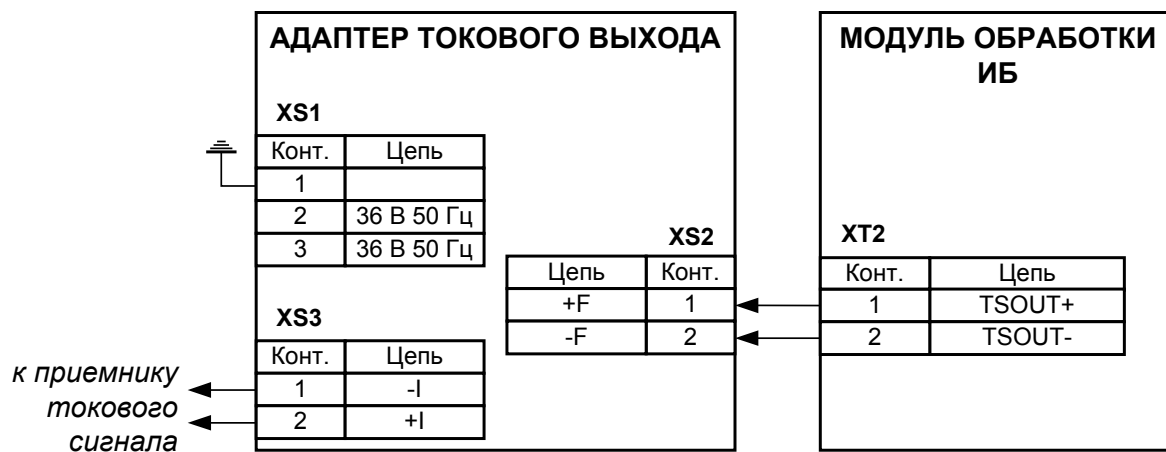 АДАПТЕР ТОКОВОГО ВЫХОДА
XS1
Конт. Цепь
1
2 36 В 50 Гц
3 36 В 50 Гц
XS2
Цепь Конт.
+F 1
-F 2
XS3
Конт. Цепь
1 -I
2 +I
к приемнику
токового
сигнала
МОДУЛЬ ОБРАБОТКИ
ИБ
XT2
Конт. Цепь
1 TSOUT+
2 TSOUT-